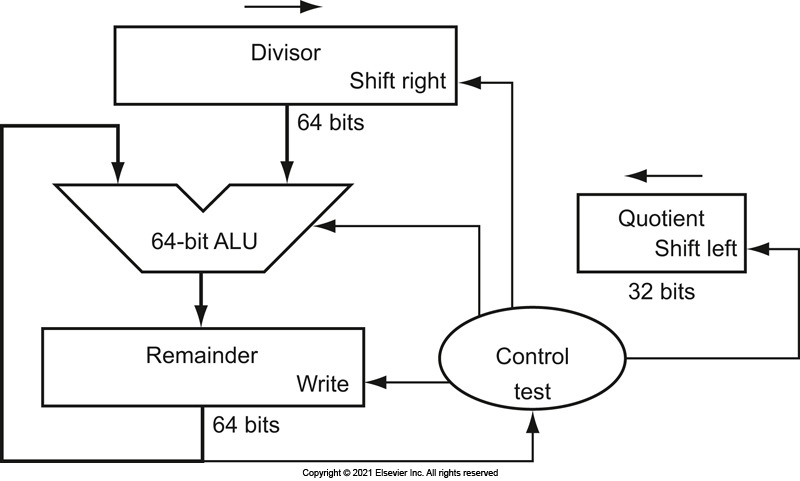 Divisor
Shift right
64 bits
64-bit ALU
Quotient
Shift left
32 bits
Remainder
Write
64 bits
Control
test
Copyright © 2021 Elsevier Inc. All rights reserved